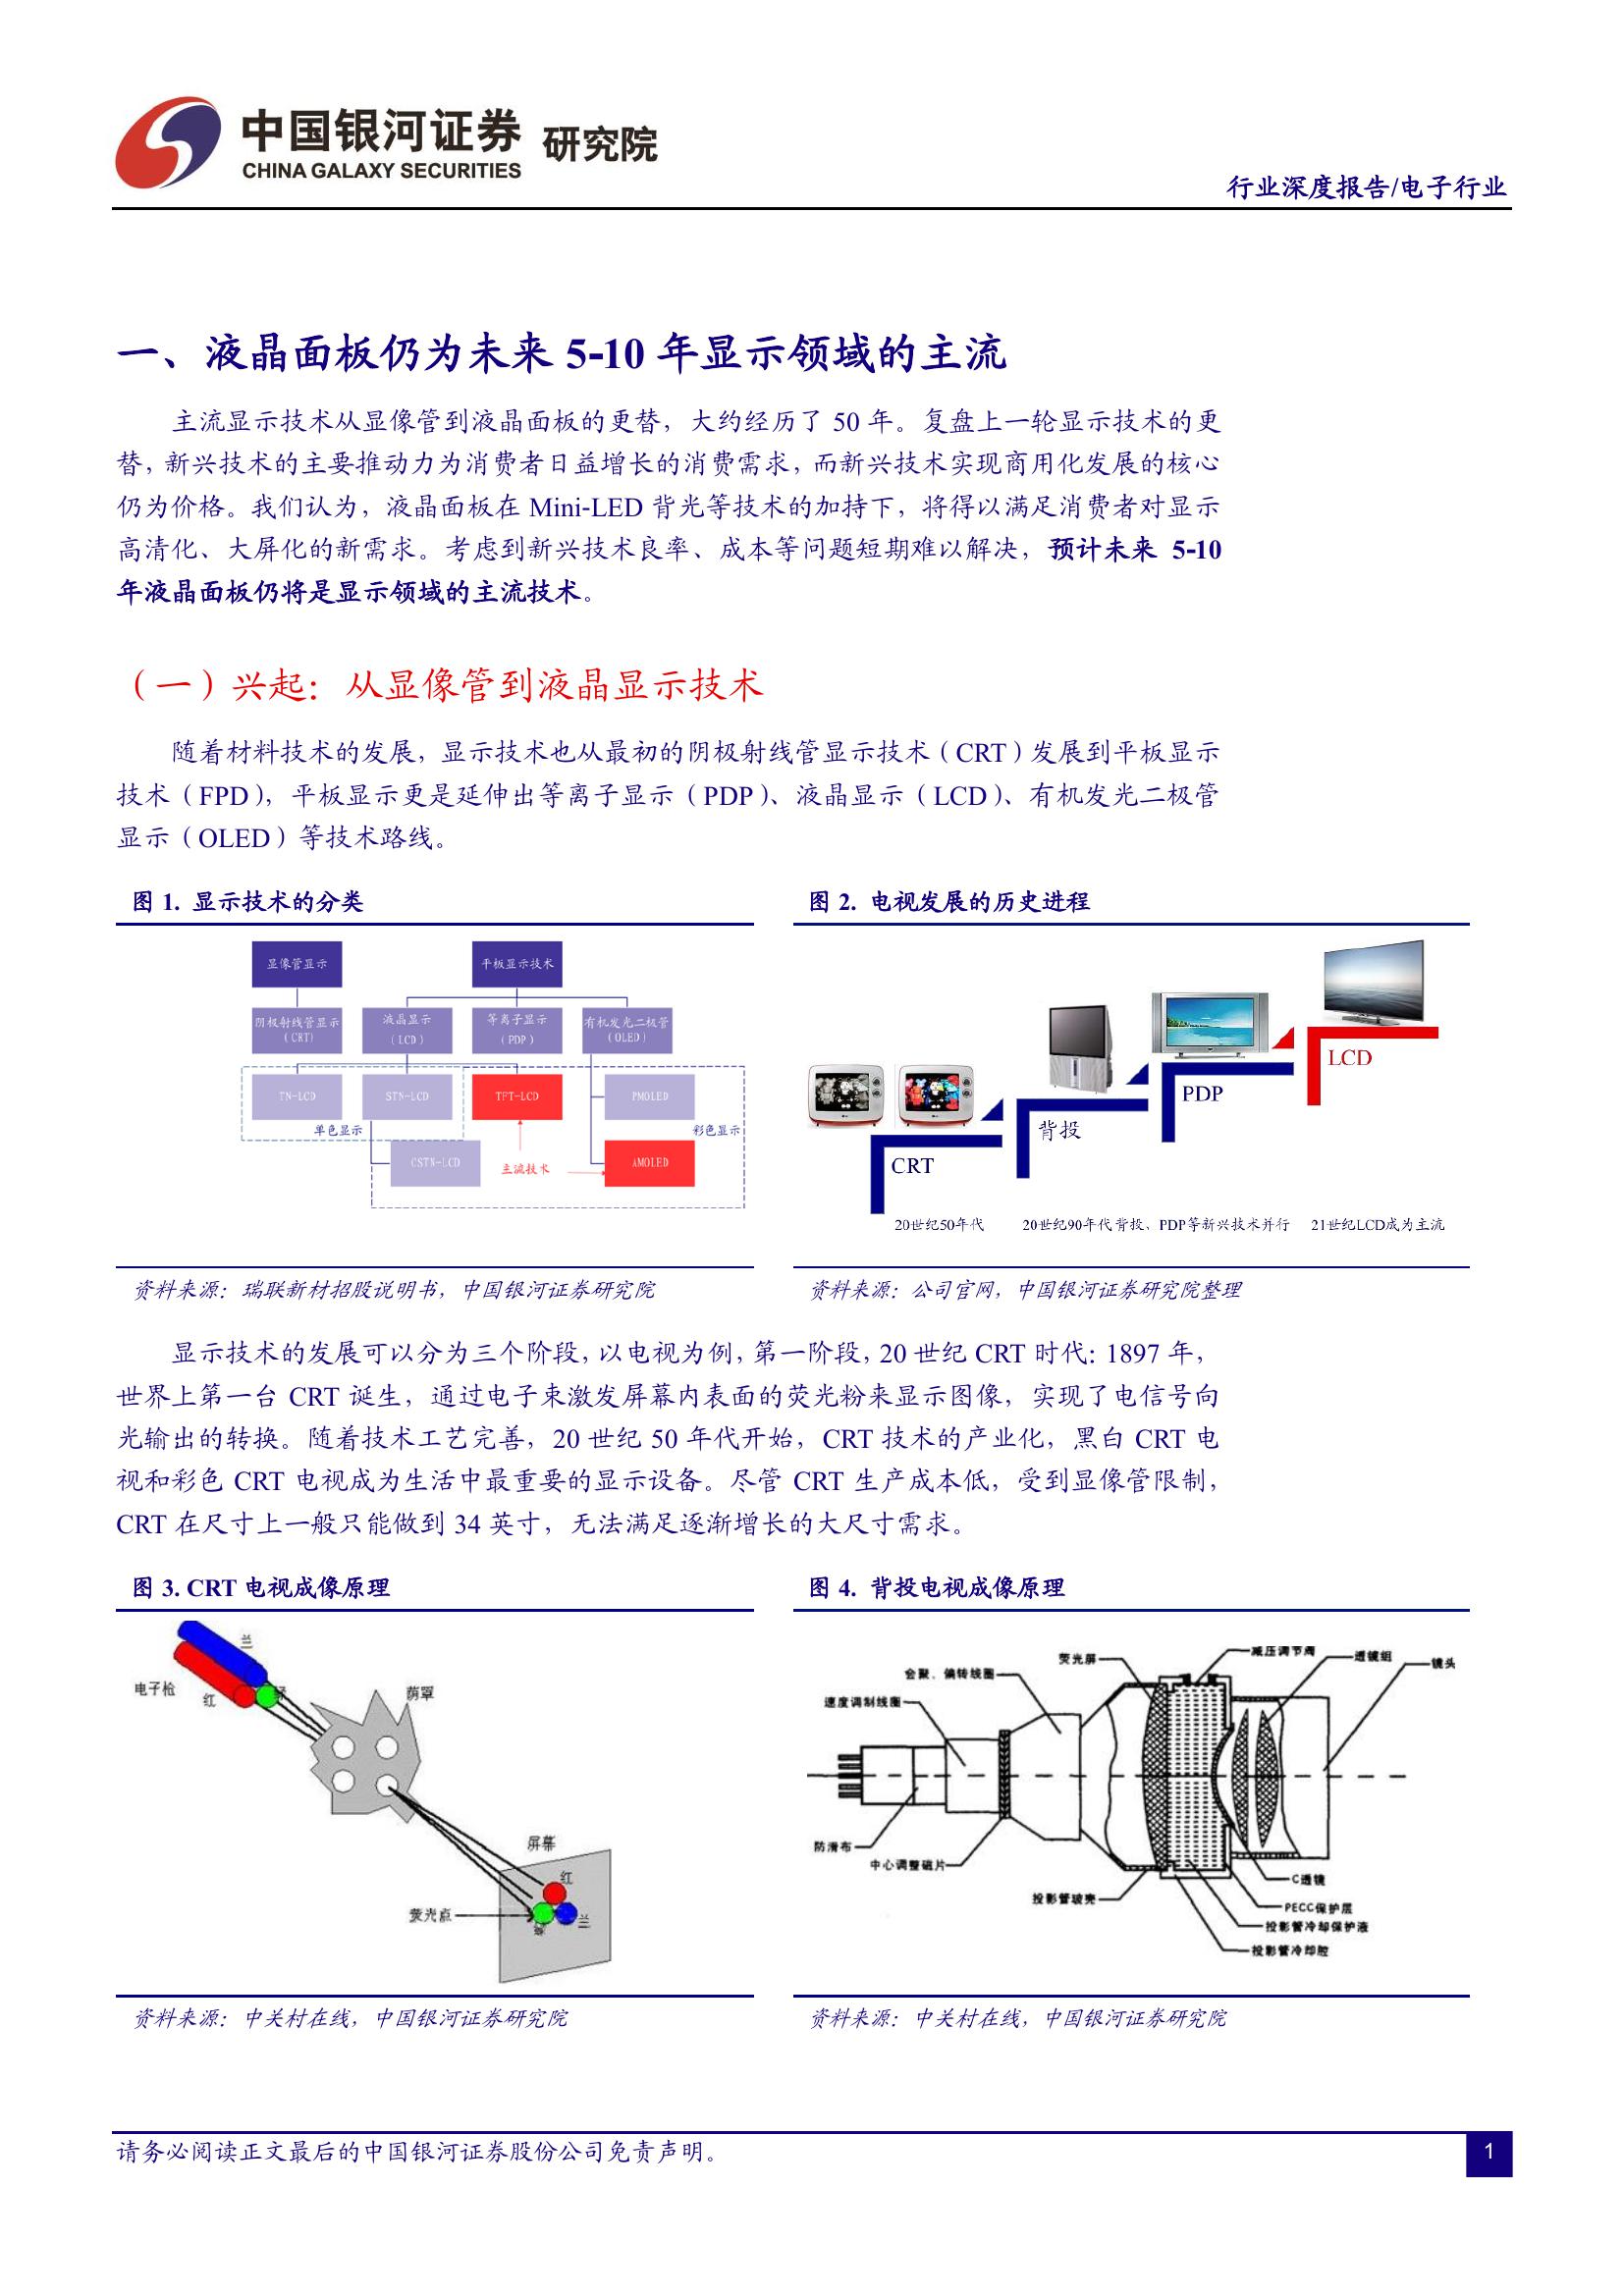 中国银河证券 研究院
CHINA GALAXY SECURITIES
行业深度报告/电子行业
一、液晶面板仍为未来 5-10 年显示领域的主流
主流显示技术从显像管到液晶面板的更替，大约经历了 50 年。复盘上一轮显示技术的更
替，新兴技术的主要推动力为消费者日益增长的消费需求，而新兴技术实现商用化发展的核心
仍为价格。我们认为，液晶面板在 Mini-LED 背光等技术的加持下，将得以满足消费者对显示
高清化、大屏化的新需求。考虑到新兴技术良率、成本等问题短期难以解决，预计未来 5-10
年液晶面板仍将是显示领域的主流技术。
（一）兴起：从显像管到液晶显示技术
随着材料技术的发展，显示技术也从最初的阴极射线管显示技术（CRT）发展到平板显示
技术（FPD），平板显示更是延伸出等离子显示（PDP）、液晶显示（LCD）、有机发光二极管
显示（OLED）等技术路线。
图 1. 显示技术的分类
显像管显示
平板显示技术
阴极射线管显示
（CRT）
液晶显示
（LCD）
等离子显示
（PDP）
有机发光二极管
（OLED）
TN-LCD
STN-LCD
TFT-LCD
PMOLED
单色显示
彩色显示
CSTN-LCD
主流技术
AMOLED
资料来源：瑞联新材招股说明书，中国银河证券研究院
图 2. 电视发展的历史进程
LCD
PDP
背投
CRT
20世纪50年代
20世纪90年代背投、PDP等新兴技术并行
21世纪LCD成为主流
资料来源：公司官网，中国银河证券研究院整理
显示技术的发展可以分为三个阶段，以电视为例，第一阶段，20 世纪 CRT 时代：1897 年，
世界上第一台 CRT 诞生，通过电子束激发屏幕内表面的荧光粉来显示图像，实现了电信号向
光输出的转换。随着技术工艺完善，20 世纪 50 年代开始，CRT 技术的产业化，黑白 CRT 电
视和彩色 CRT 电视成为生活中最重要的显示设备。尽管 CRT 生产成本低，受到显像管限制，
CRT 在尺寸上一般只能做到 34 英寸，无法满足逐渐增长的大尺寸需求。
图 3. CRT 电视成像原理
兰
电子枪
红
绿
荫罩
屏幕
红
荧光点
绿
兰
资料来源：中关村在线，中国银河证券研究院
图 4. 背投电视成像原理
减压调节阀
荧光屏
透镜组
镜头
会聚、偏转线圈
速度调制线圈
防滑布
中心调整磁片
投影管玻壳
C透镜
PECC保护层
投影管冷却保护液
投影管冷却腔
资料来源：中关村在线，中国银河证券研究院
请务必阅读正文最后的中国银河证券股份公司免责声明。
1